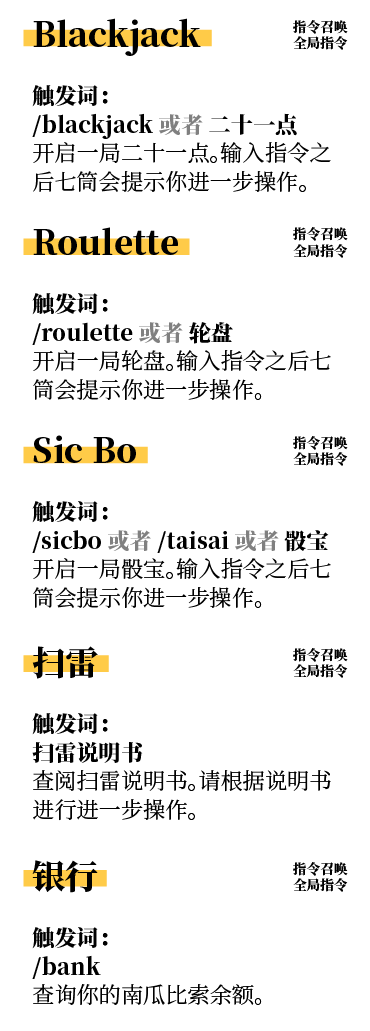 Blackjack
指令召唤
全局指令
触发词：
/blackjack 或者 二十一点
开启一局二十一点。输入指令之
后七筒会提示你进一步操作。
Roulette
指令召唤
全局指令
触发词：
/roulette 或者 轮盘
开启一局轮盘。输入指令之后七
筒会提示你进一步操作。
Sic Bo
指令召唤
全局指令
触发词：
/sicbo 或者 /taisai 或者 骰宝
开启一局骰宝。输入指令之后七
筒会提示你进一步操作。
扫雷
指令召唤
全局指令
触发词：
扫雷说明书
查阅扫雷说明书。请根据说明书
进行进一步操作。
银行
指令召唤
全局指令
触发词：
/bank
查询你的南瓜比索余额。